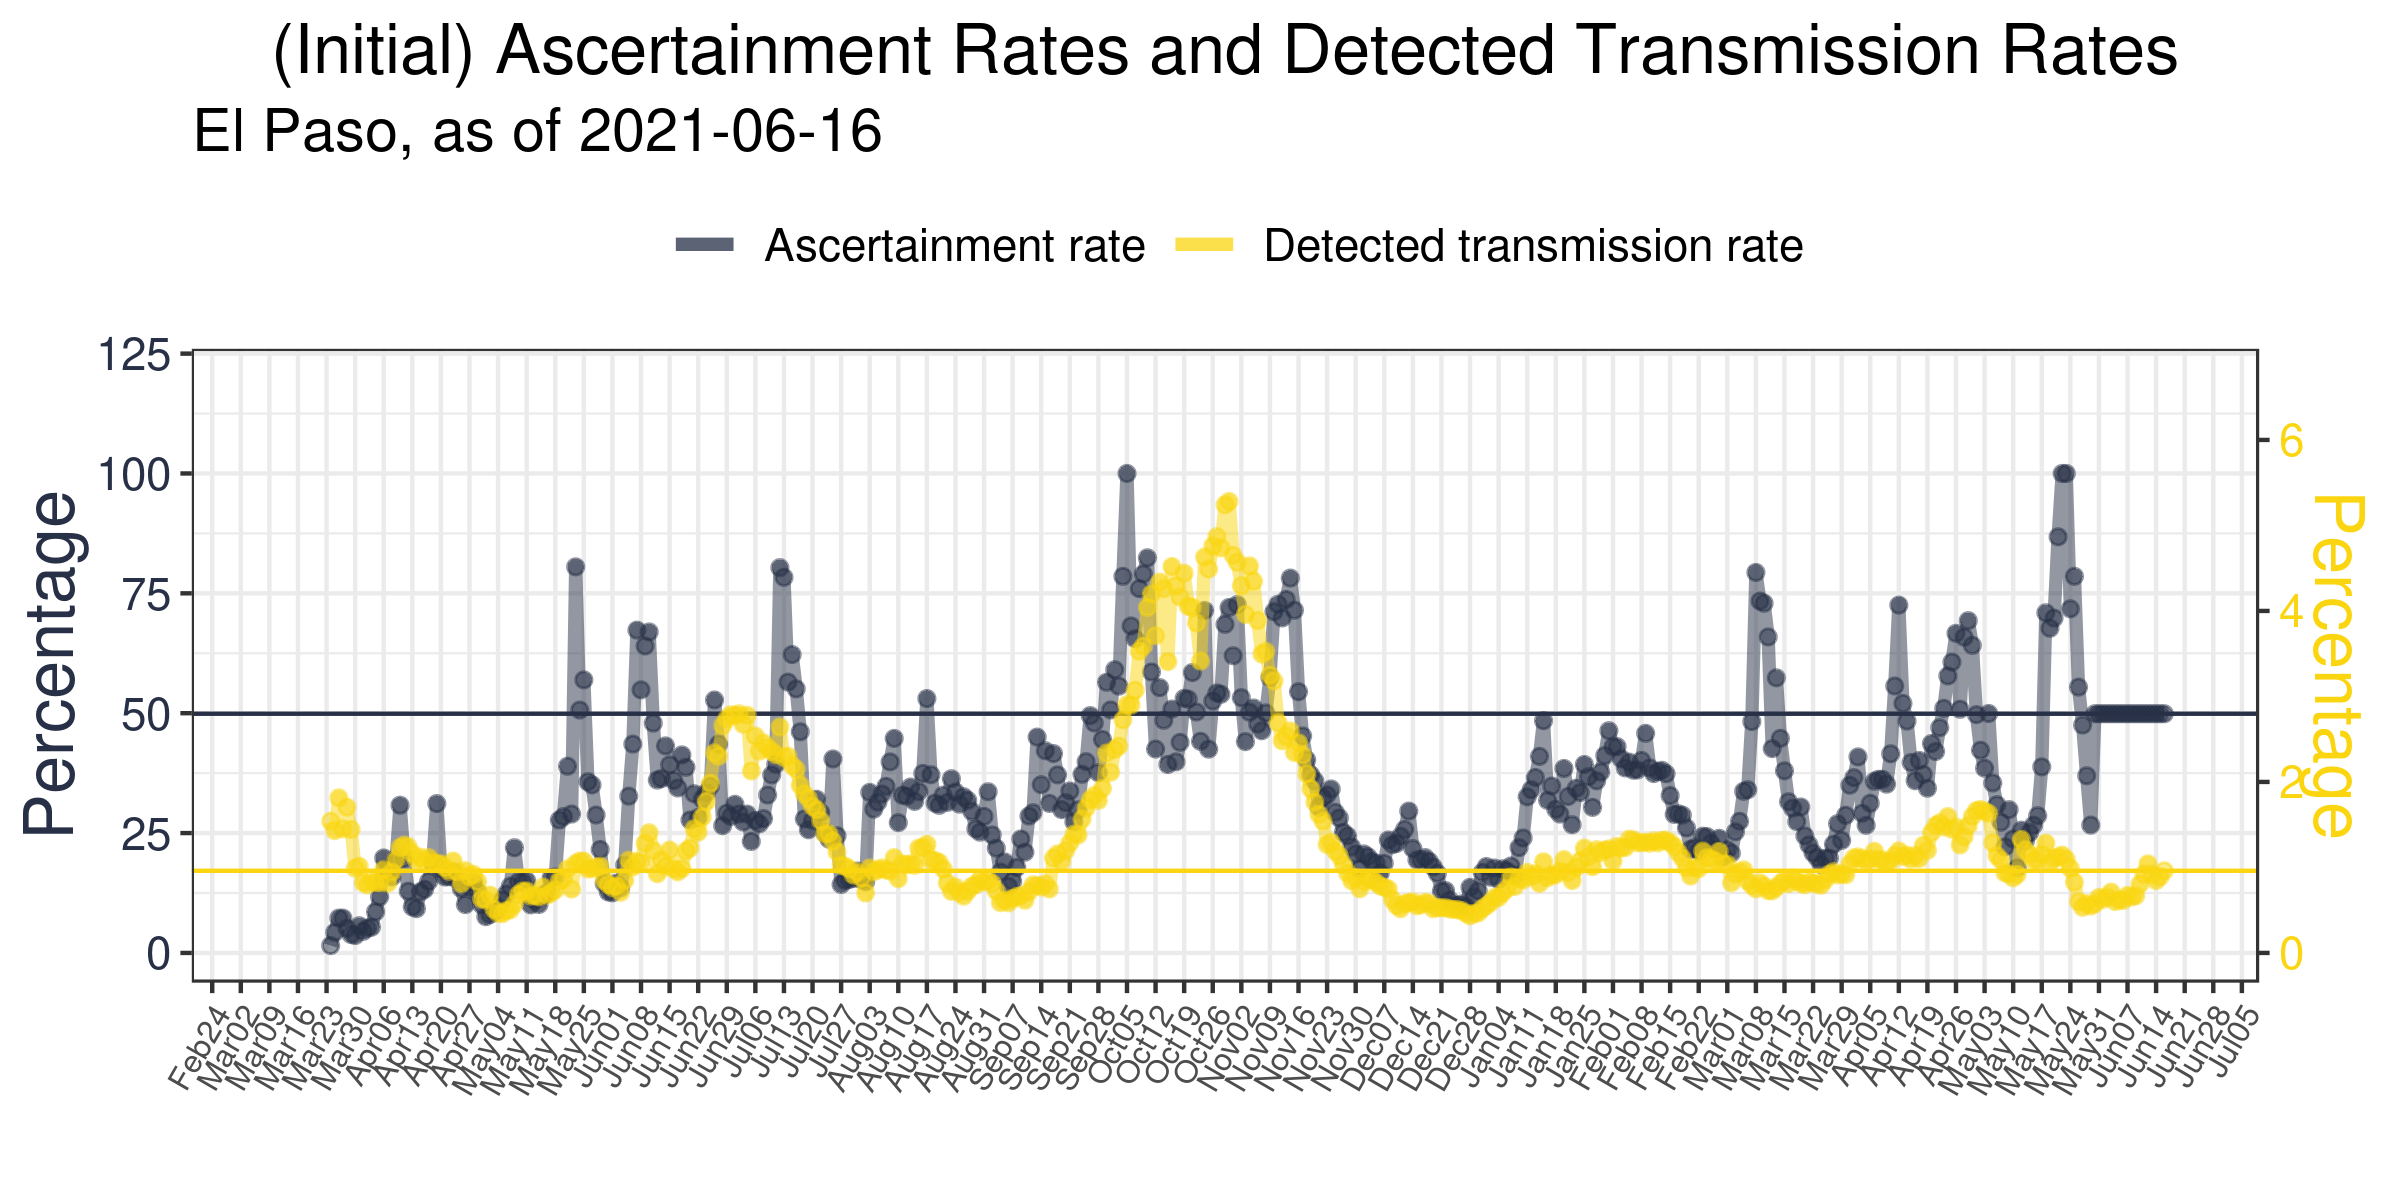 (Initial) Ascertainment Rates and Detected Transmission Rates
El Paso, as of 2021-06-16
Ascertainment rate
Detected transmission rate
Percentage
125
100
75
50
25
0
6
4
2
0
Percentage
Feb24
Mar02
Mar09
Mar16
Mar23
Mar30
Apr06
Apr13
Apr20
Apr27
May04
May11
May18
May25
Jun01
Jun08
Jun15
Jun22
Jun29
Jul06
Jul13
Jul20
Jul27
Aug03
Aug10
Aug17
Aug24
Aug31
Sep07
Sep14
Sep21
Sep28
Oct05
Oct12
Oct19
Oct26
Nov02
Nov09
Nov16
Nov23
Nov30
Dec07
Dec14
Dec21
Dec28
Jan04
Jan11
Jan18
Jan25
Feb01
Feb08
Feb15
Feb22
Mar01
Mar08
Mar15
Mar22
Mar29
Apr05
Apr12
Apr19
Apr26
May03
May10
May17
May24
May31
Jun07
Jun14
Jun21
Jun28
Jul05